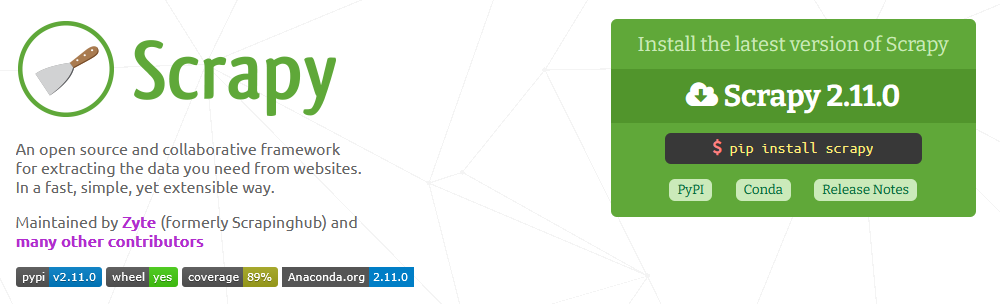 Scrapy
An open source and collaborative framework
for extracting the data you need from websites.
In a fast, simple, yet extensible way.
Maintained by Zyte (formerly Scrapinghub) and
many other contributors
pypi v2.11.0 wheel yes coverage 89% Anaconda.org 2.11.0
Install the latest version of Scrapy
Scrapy 2.11.0
$ pip install scrapy
PyPI Conda Release Notes